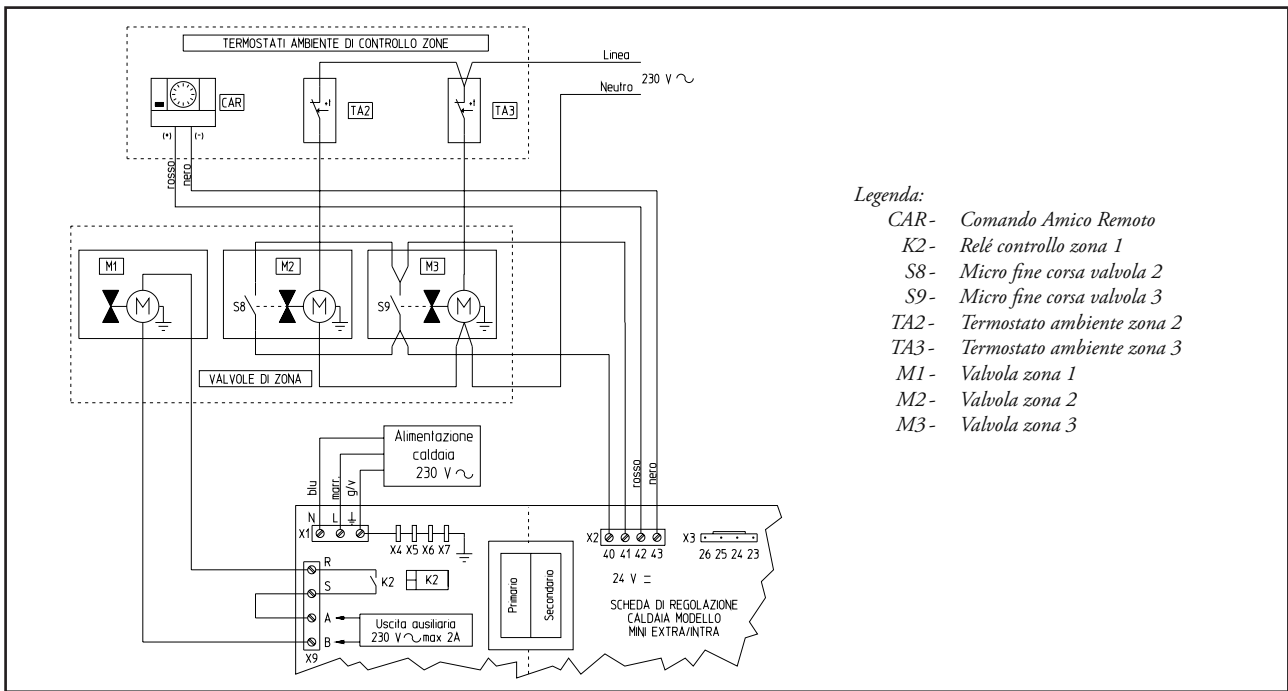 TERMOSTATI AMBIENTE DI CONTROLLO ZONE
Linea
230 V
Neutro
CAR
TA2
TA3
+t
+t
(+) (-)
rosso
nero
M1
M2
M3
M
S8
M
S9
M
VALVOLE DI ZONA
Legenda:
CAR- Comando Amico Remoto
K2- Relé controllo zona 1
S8- Micro fine corsa valvola 2
S9- Micro fine corsa valvola 3
TA2- Termostato ambiente zona 2
TA3- Termostato ambiente zona 3
M1- Valvola zona 1
M2- Valvola zona 2
M3- Valvola zona 3
Alimentazione
caldaia
230 V
blu
marr.
g/v
rosso
nero
N L
X1
X4 X5 X6 X7
X2
40 41 42 43
X3
26 25 24 23
R
S
A
B
X9
K2
K2
Uscita ausiliaria
230 V max 2A
Primario
Secondario
24 V
SCHEDA DI REGOLAZIONE
CALDAIA MODELLO
MINI EXTRA/INTRA